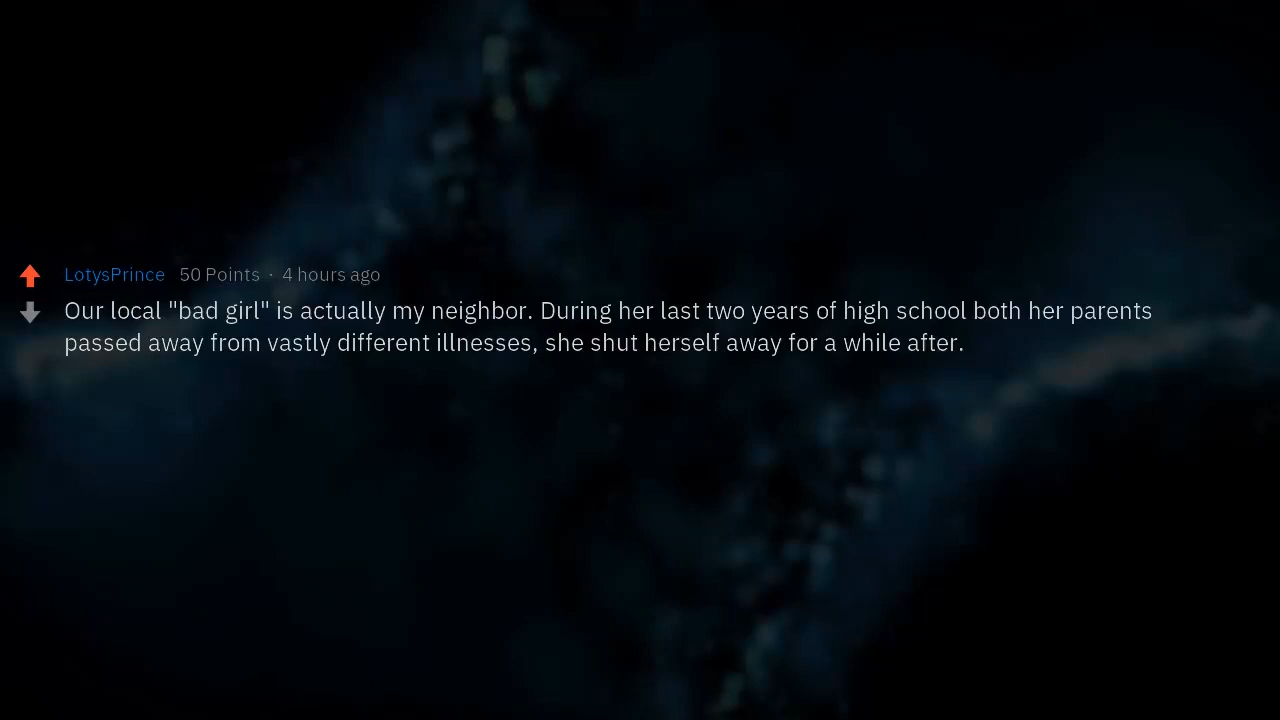 LotysPrince 50 Points · 4 hours ago
Our local "bad girl" is actually my neighbor. During her last two years of high school both her parents
passed away from vastly different illnesses, she shut herself away for a while after.